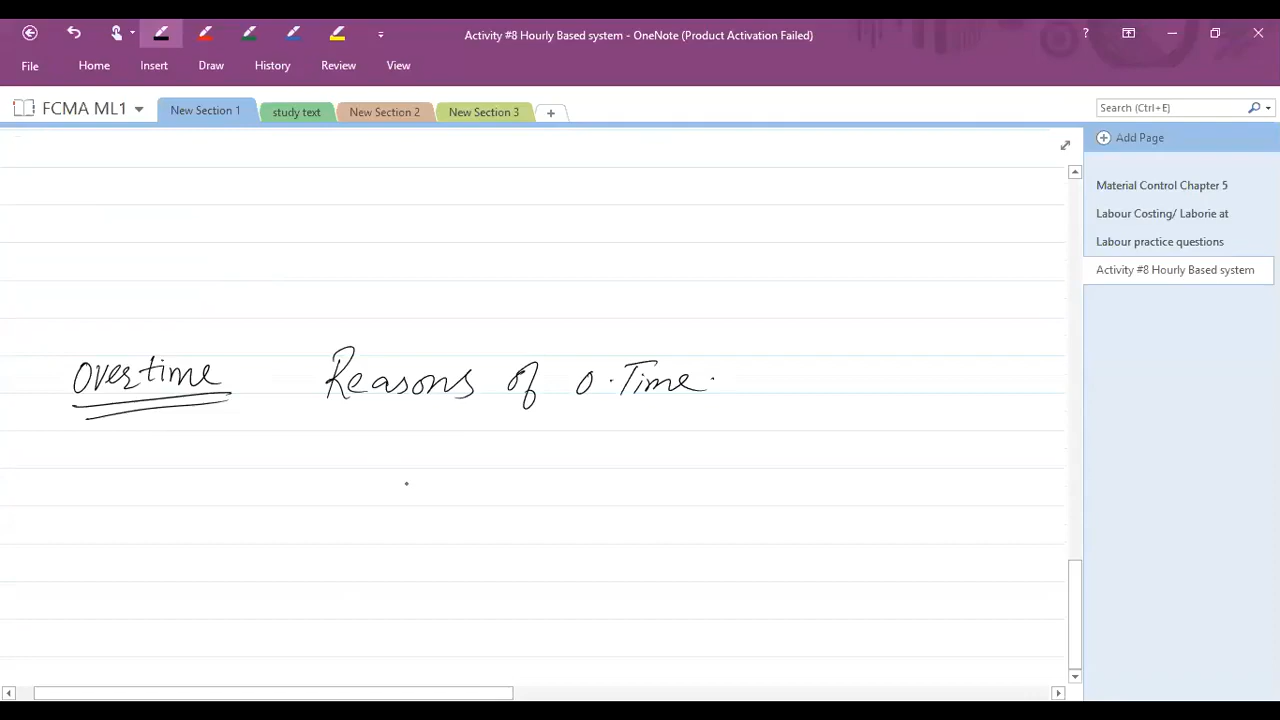 Activity #8 Hourly Based system - OneNote (Product Activation Failed)
?
File Home Insert Draw History Review View
FCMA ML1 New Section 1 study text New Section 2 New Section 3
Search (Ctrl+E)
Add Page
Material Control Chapter 5
Labour Costing/ Laborie at
Labour practice questions
Activity #8 Hourly Based system
Overtime Reasons of O.Time.